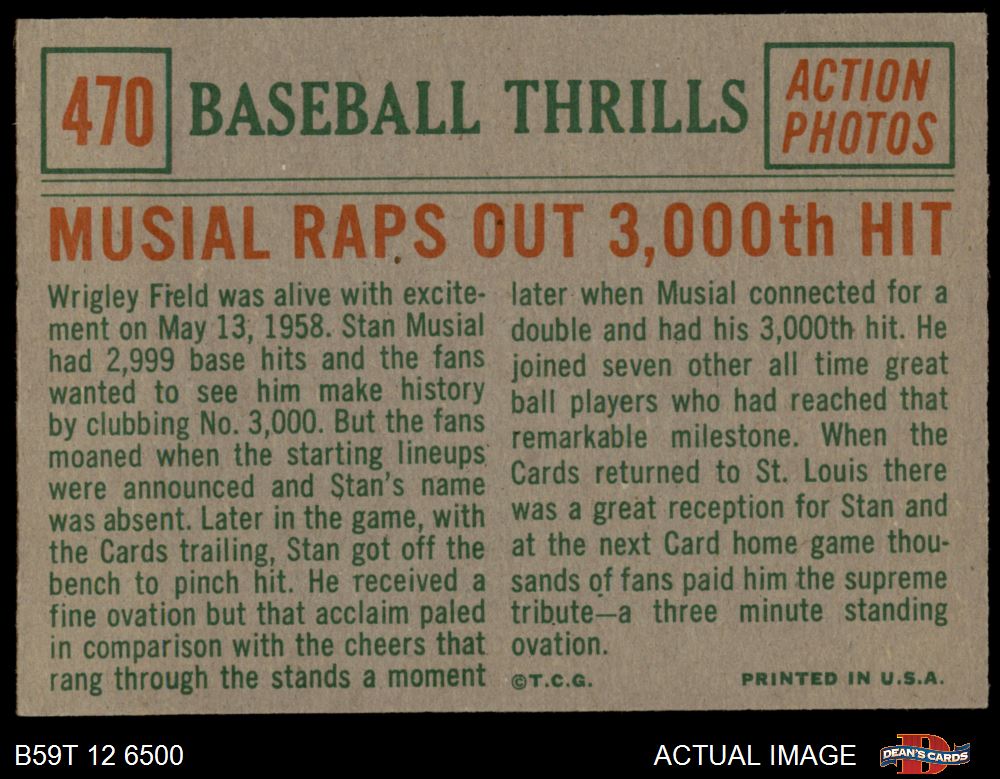 470
BASEBALL THRILLS
ACTION
PHOTOS
MUSIAL RAPS OUT 3,000th HIT
Wrigley Field was alive with excite-
ment on May 13, 1958. Stan Musial
had 2,999 base hits and the fans
wanted to see him make history
by clubbing No. 3,000. But the fans
moaned when the starting lineups
were announced and Stan's name
was absent. Later in the game, with
the Cards trailing, Stan got off the
bench to pinch hit. He received a
fine ovation but that acclaim paled
in comparison with the cheers that
rang through the stands a moment
later when Musial connected for a
double and had his 3,000th hit. He
joined seven other all time great
ball players who had reached that
remarkable milestone. When the
Cards returned to St. Louis there
was a great reception for Stan and
at the next Card home game thou-
sands of fans paid him the supreme
tribute—a three minute standing
ovation.
©T.C.G.
PRINTED IN U.S.A.
B59T 12 6500
ACTUAL IMAGE
D
DEAN'S CARDS